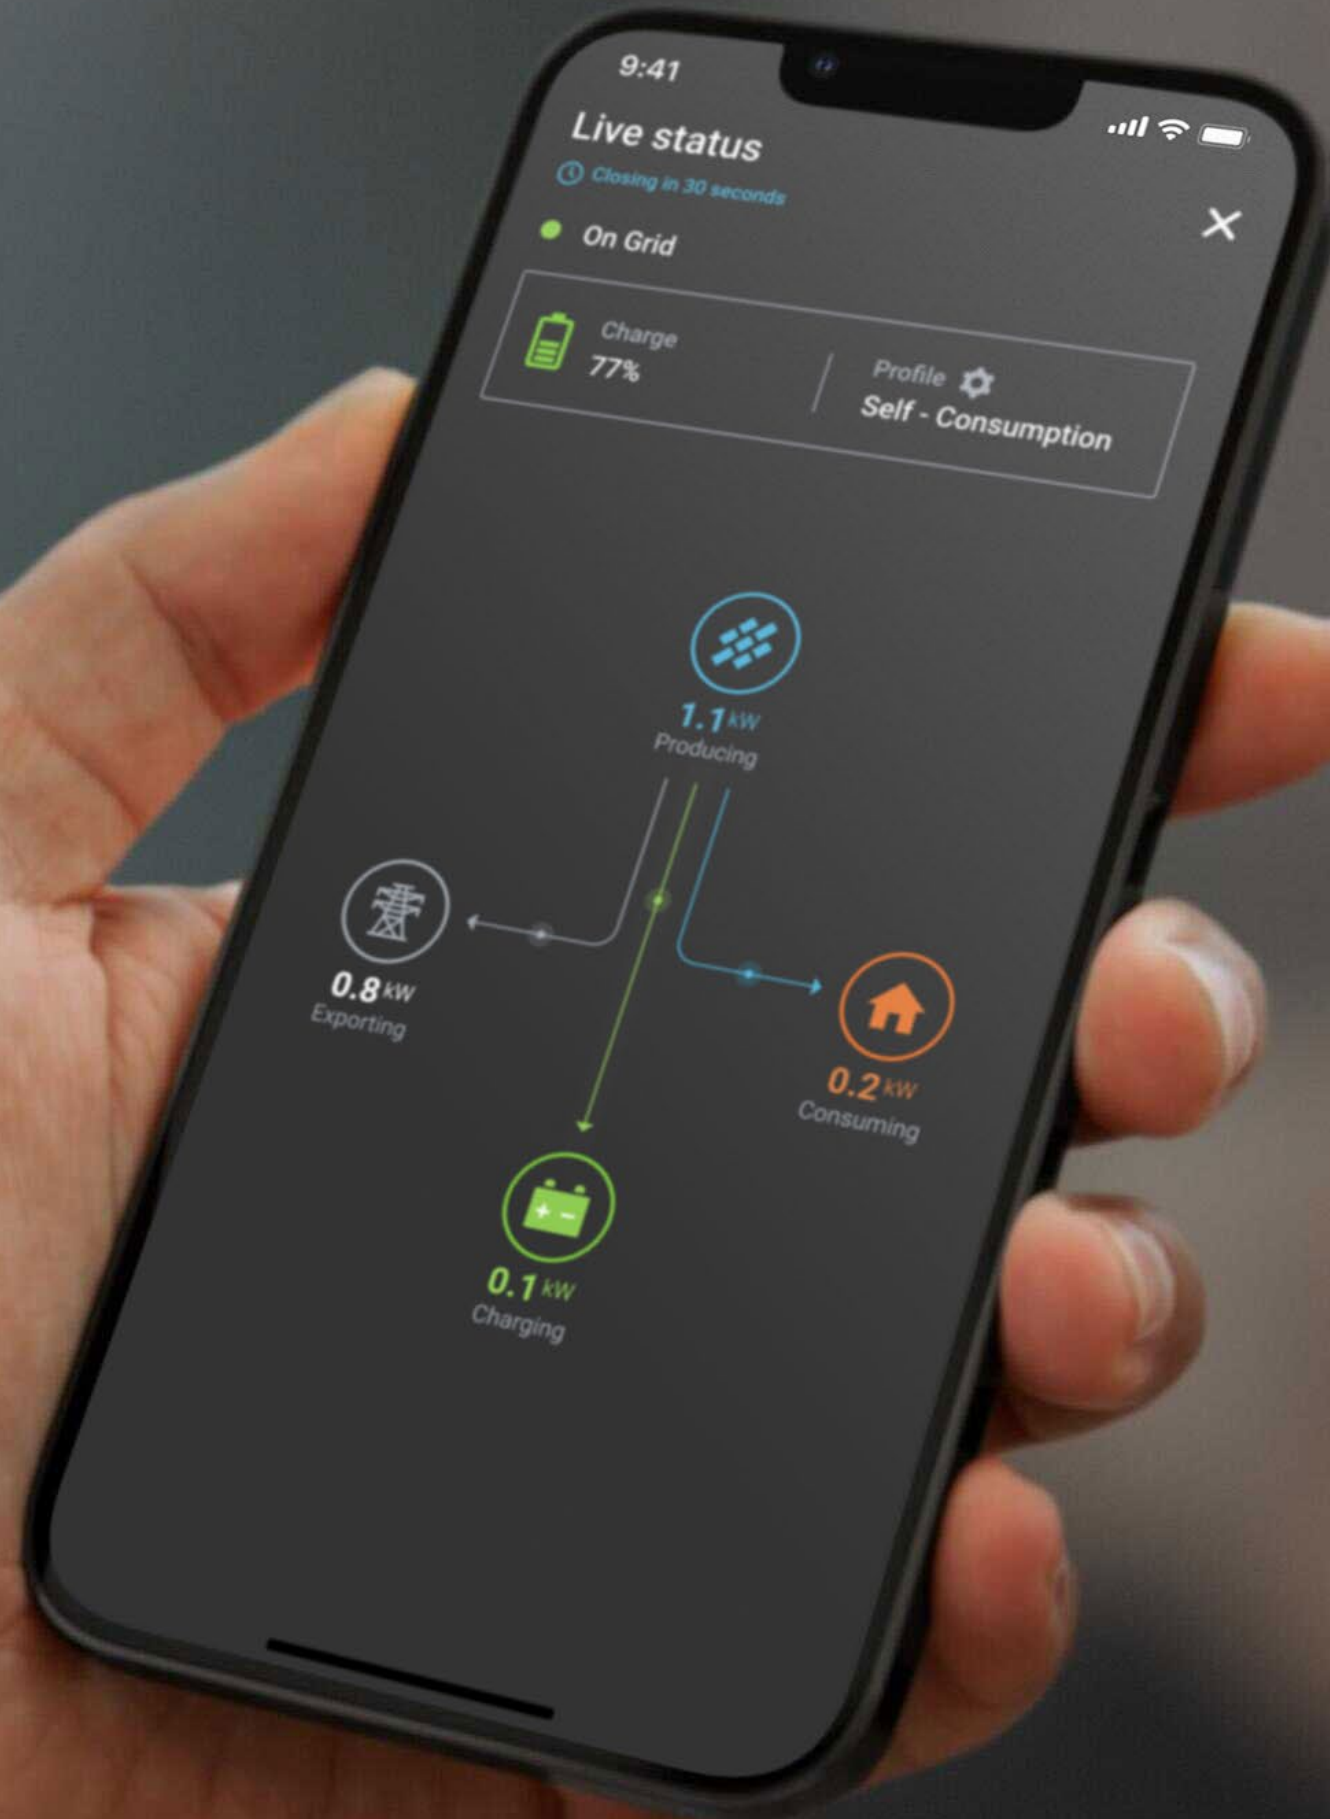 9:41
Live status
Closing in 30 seconds
On Grid
Charge
77%
Profile
Self - Consumption
1.1 kW
Producing
0.8 kW
Exporting
0.2 kW
Consuming
0.1 kW
Charging